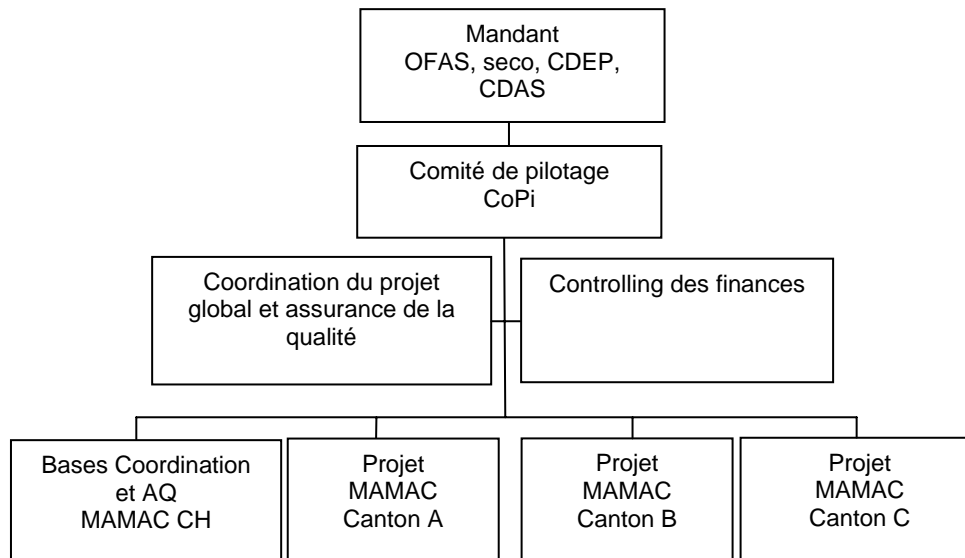 Mandant
OFAS, seco, CDEP,
CDAS
Comité de pilotage
CoPi
Coordination du projet
global et assurance de la
qualité
Controlling des finances
Bases Coordination
et AQ
MAMAC CH
Projet
MAMAC
Canton A
Projet
MAMAC
Canton B
Projet
MAMAC
Canton C